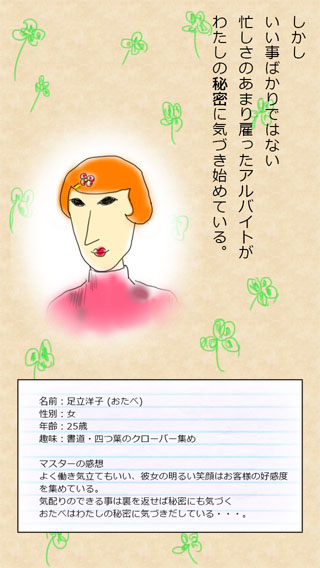 しかし
いい事ばかりではない
忙しさのあまり雇ったアルバイトが
わたしの秘密に気づき始めている。
名前：足立洋子 (おたべ)
性別：女
年齢：25歳
趣味：書道・四つ葉のクローバー集め
マスターの感想
よく働き気立てもいい、彼女の明るい笑顔はお客様の好感度
を集めている。
気配りのできる事は裏を返せば秘密にも気づく
おたべはわたしの秘密に気づきだしている・・・。